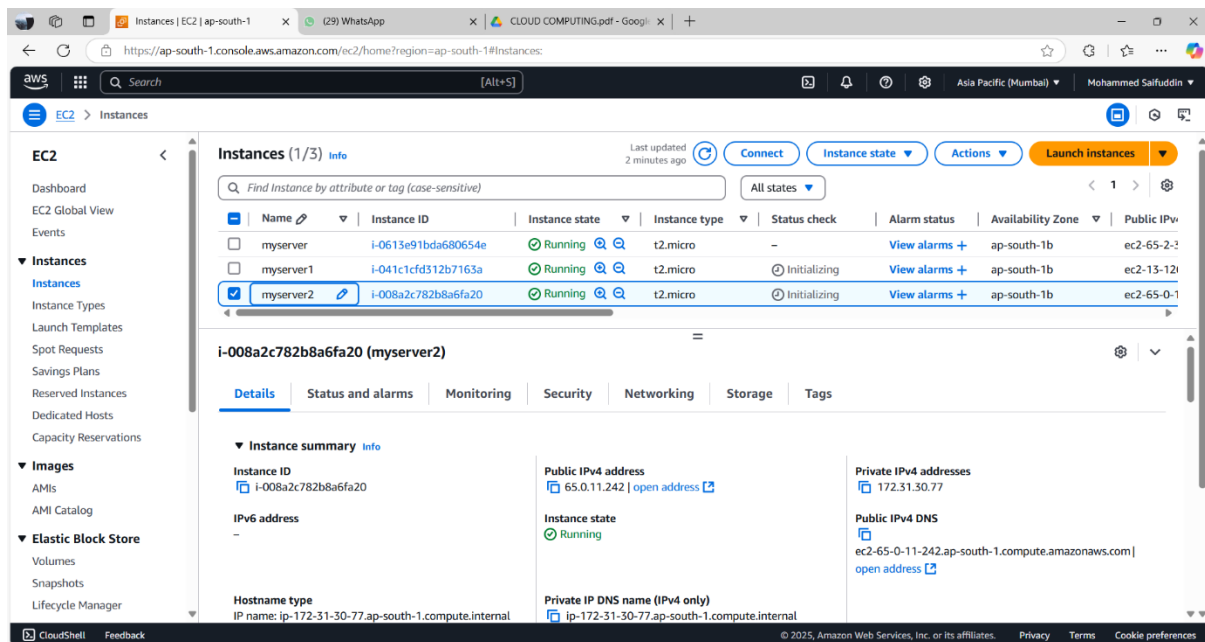 Instances | EC2 | ap-south-1
(29) WhatsApp
CLOUD COMPUTING.pdf - Googl
https://ap-south-1.console.aws.amazon.com/ec2/home?region=ap-south-1#Instances:
aws
Search [Alt+S]
Asia Pacific (Mumbai) Mohammed Saifuddin
EC2 > Instances
EC2
Dashboard
EC2 Global View
Events
Instances
Instances
Instance Types
Launch Templates
Spot Requests
Savings Plans
Reserved Instances
Dedicated Hosts
Capacity Reservations
Images
AMIs
AMI Catalog
Elastic Block Store
Volumes
Snapshots
Lifecycle Manager
Instances (1/3) Info
Last updated
2 minutes ago
Connect
Instance state
Actions
Launch instances
Find Instance by attribute or tag (case-sensitive)
All states
1
Name Instance ID Instance state Instance type Status check Alarm status Availability Zone Public IPv4
myserver i-0613e91bda680654e Running t2.micro – View alarms + ap-south-1b ec2-65-2-3
myserver1 i-041c1cfd312b7163a Running t2.micro Initializing View alarms + ap-south-1b ec2-13-120
myserver2 i-008a2c782b8a6fa20 Running t2.micro Initializing View alarms + ap-south-1b ec2-65-0-1
i-008a2c782b8a6fa20 (myserver2)
Details Status and alarms Monitoring Security Networking Storage Tags
Instance summary Info
Instance ID
i-008a2c782b8a6fa20
Public IPv4 address
65.0.11.242 | open address
Private IPv4 addresses
172.31.30.77
IPv6 address
–
Instance state
Running
Public IPv4 DNS
ec2-65-0-11-242.ap-south-1.compute.amazonaws.com |
open address
Hostname type
IP name: ip-172-31-30-77.ap-south-1.compute.internal
Private IP DNS name (IPv4 only)
ip-172-31-30-77.ap-south-1.compute.internal
CloudShell Feedback
© 2025, Amazon Web Services, Inc. or its affiliates. Privacy Terms Cookie preferences